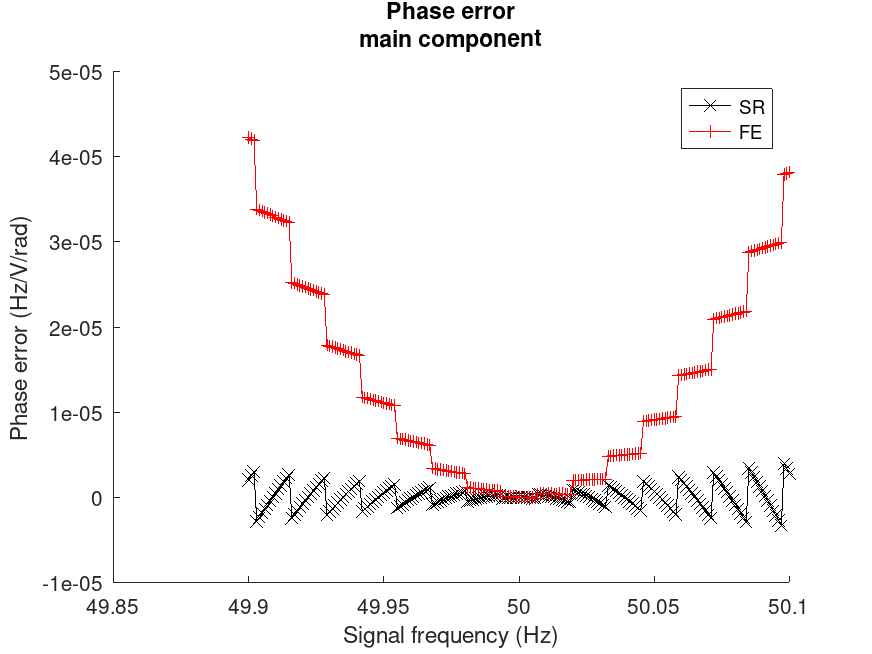 Phase error
main component
SR
FE
Phase error (Hz/V/rad)
5e-05
4e-05
3e-05
2e-05
1e-05
0
-1e-05
49.85
49.9
49.95
50
50.05
50.1
Signal frequency (Hz)